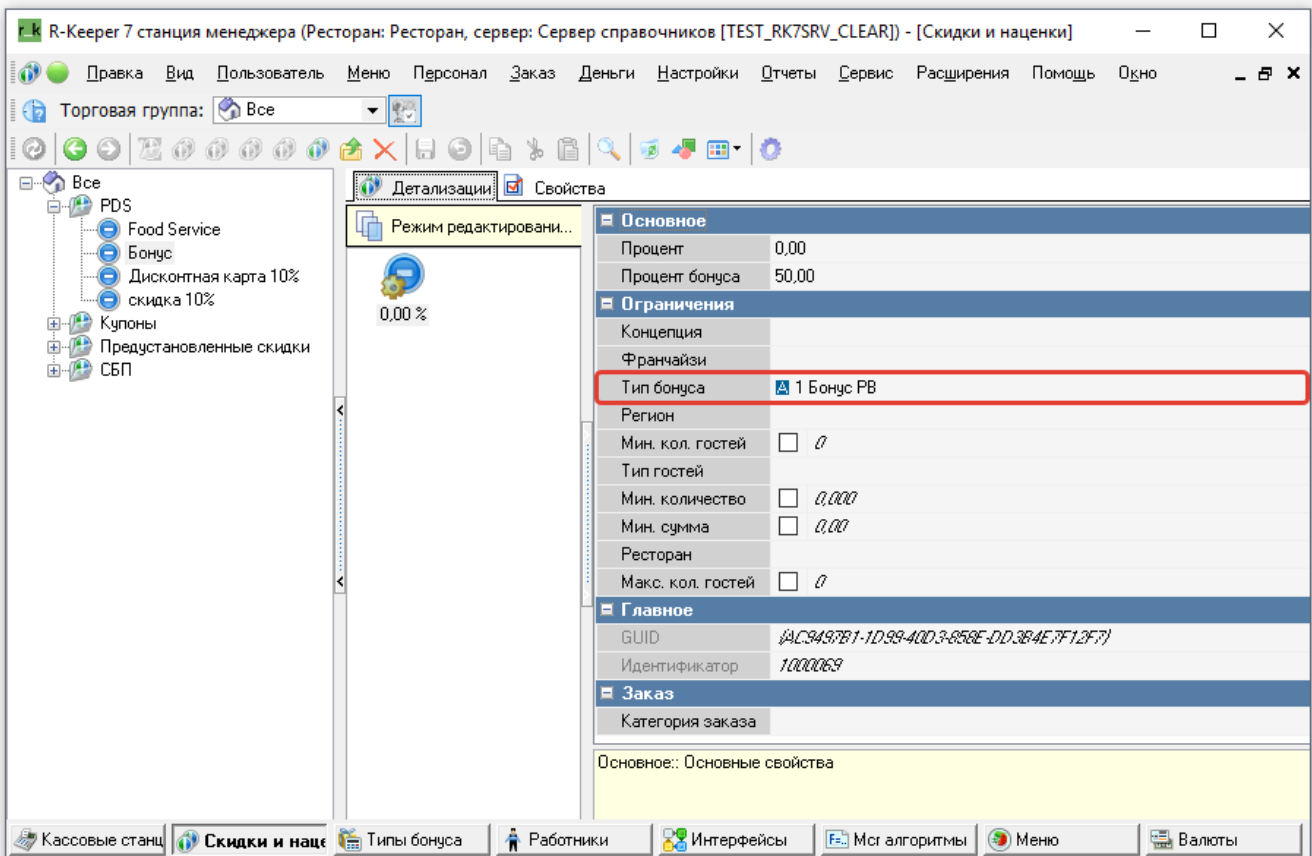 r_k R-Keeper 7 станция менеджера (Ресторан: Ресторан, сервер: Сервер справочников [TEST_RK7SRV_CLEAR]) - [Скидки и наценки]
Правка Вид Пользователь Меню Персонал Заказ Деньги Настройки Отчеты Сервис Расширения Помощь Окно
Торговая группа: Все
Все
PDS
Food Service
Бонус
Дисконтная карта 10%
скидка 10%
Купоны
Предустановленные скидки
СБП
Детализации Свойства
Режим редактировани...
0,00 %
Основное
Процент 0,00
Процент бонуса 50,00
Ограничения
Концепция
Франчайзи
Тип бонуса A 1 Бонус РВ
Регион
Мин. кол. гостей 0
Тип гостей
Мин. количество 0,000
Мин. сумма 0,00
Ресторан
Макс. кол. гостей 0
Главное
GUID {AC9497B1-1D99-40D3-858E-DD3B4E7F12F7}
Идентификатор 1000069
Заказ
Категория заказа
Основное:: Основные свойства
Кассовые станц Скидки и наце Типы бонуса Работники Интерфейсы F=.. Мсr алгоритмы Меню Валюты